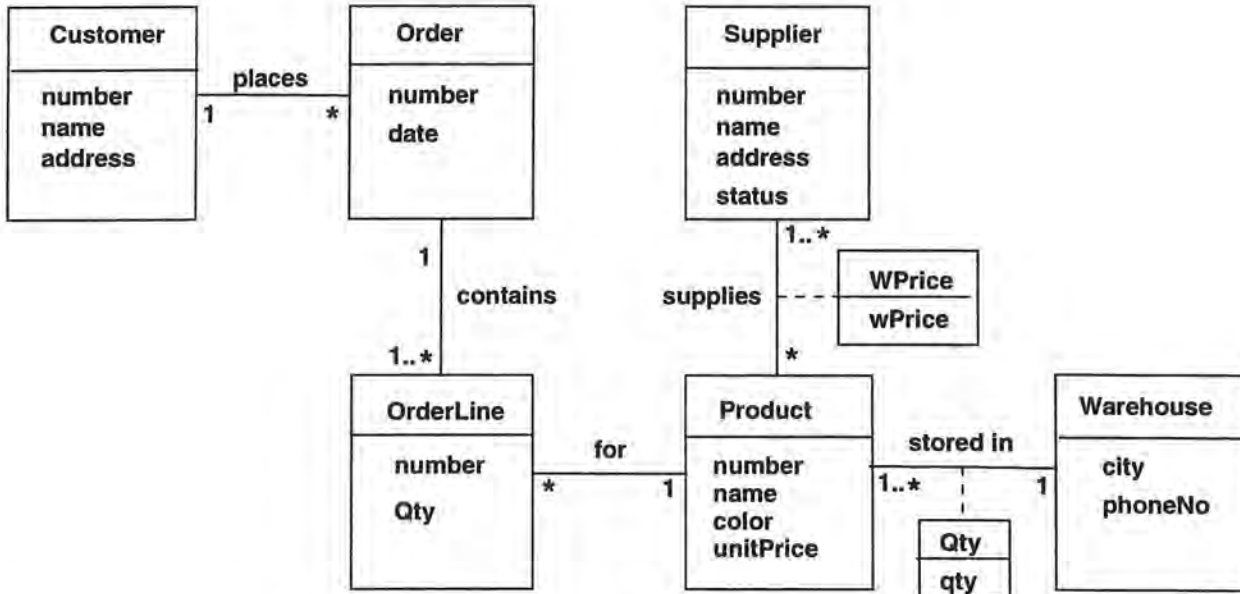 Customer
number
name
address
places
1
*
Order
number
date
Supplier
number
name
address
status
1
contains
1..*
1..*
supplies
*
WPrice
wPrice
OrderLine
number
Qty
for
*
1
Product
number
name
color
unitPrice
stored in
1..*
1
Qty
qty
Warehouse
city
phoneNo